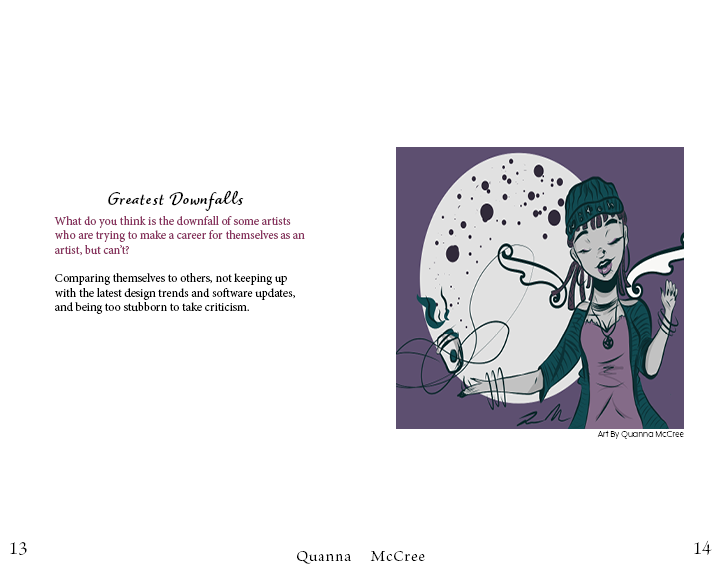 Greatest Downfalls
What do you think is the downfall of some artists
who are trying to make a career for themselves as an
artist, but can't?
Comparing themselves to others, not keeping up
with the latest design trends and software updates,
and being too stubborn to take criticism.
Art By Quanna McCree
13
Quanna McCree
14